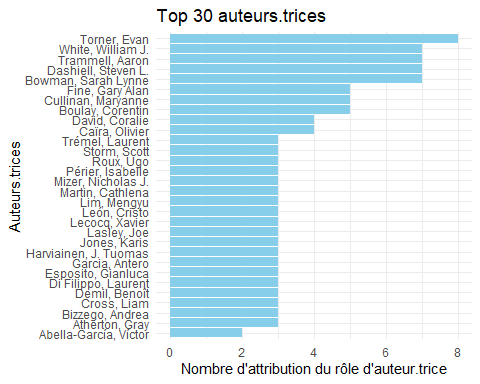 Top 30 auteurs.trices
Auteurs.trices
Torner, Evan
White, William J.
Trammell, Aaron
Dashiell, Steven L.
Bowman, Sarah Lynne
Fine, Gary Alan
Cullinan, Maryanne
Boulay, Corentin
David, Coralie
Caïra, Olivier
Trémel, Laurent
Storm, Scott
Roux, Ugo
Périer, Isabelle
Mizer, Nicholas J.
Martin, Cathlena
Lim, Mengyu
León, Cristo
Lecocq, Xavier
Lasley, Joe
Jones, Karis
Harviainen, J. Tuomas
Garcia, Antero
Esposito, Gianluca
Di Filippo, Laurent
Demil, Benoît
Cross, Liam
Bizzego, Andrea
Atherton, Gray
Abella-García, Víctor
0 2 4 6 8
Nombre d'attribution du rôle d'auteur.trice